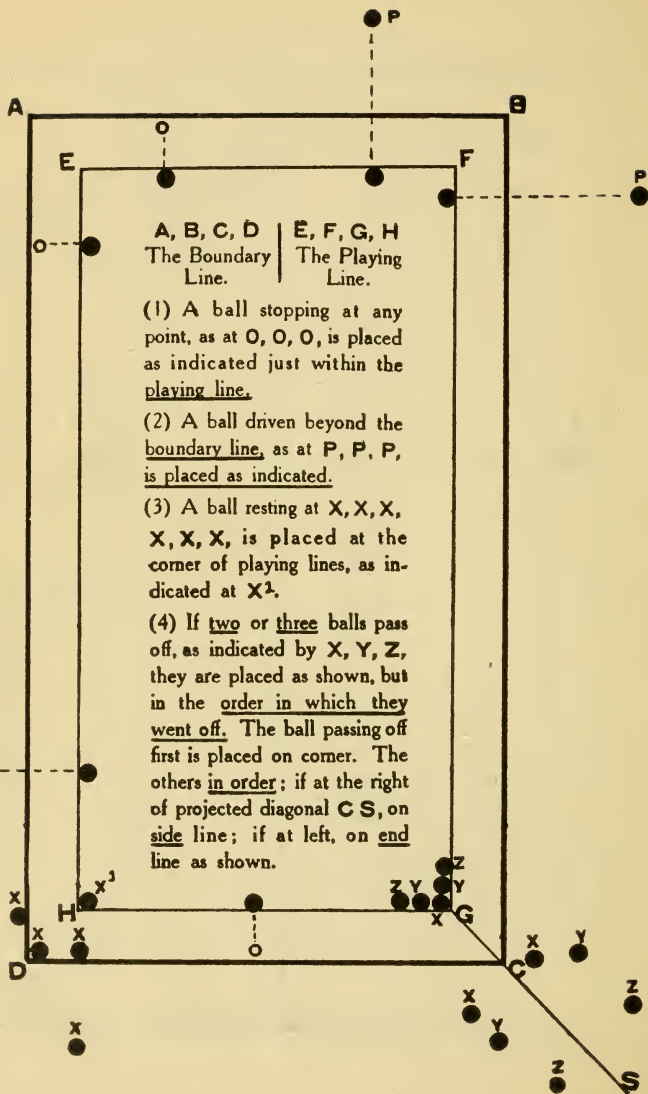 P
A
B
O
E
F
P
O
A, B, C, D | E, F, G, H
The Boundary Line. | The Playing Line.
(1) A ball stopping at any
point, as at O, O, O, is placed
as indicated just within the
playing line.
(2) A ball driven beyond the
boundary line, as at P, P, P,
is placed as indicated.
(3) A ball resting at X, X, X,
X, X, X, is placed at the
corner of playing lines, as in-
dicated at X¹.
(4) If two or three balls pass
off, as indicated by X, Y, Z,
they are placed as shown, but
in the order in which they
went off. The ball passing off
first is placed on corner. The
others in order; if at the right
of projected diagonal C S, on
side line; if at left, on end
line as shown.
Z
X¹
Z Y Y
X
H
X G
X X
O
X Y
D
C
Z
X
Y
X
Z
S